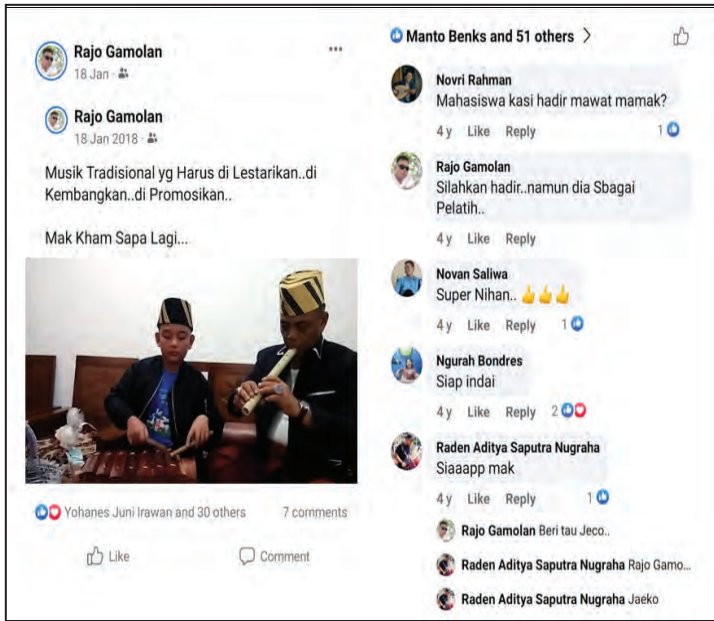 Rajo Gamolan
18 Jan
Rajo Gamolan
18 Jan 2018
Musik Tradisional yg Harus di Lestarikan..di
Kembangkan..di Promosikan..
Mak Kham Sapa Lagi...
Yohanes Juni Irawan and 30 others 7 comments
Like Comment
Manto Benks and 51 others >
Novri Rahman
Mahasiswa kasi hadir mawat mamak?
4 y Like Reply 1
Rajo Gamolan
Silahkan hadir..namun dia Sbagai
Pelatih..
4 y Like Reply
Novan Saliwa
Super Nihan.. 👍👍👍
4 y Like Reply 1
Ngurah Bondres
Siap indai
4 y Like Reply 2
Raden Aditya Saputra Nugraha
Siaaapp mak
4 y Like Reply 1
Rajo Gamolan Beri tau Jeco..
Raden Aditya Saputra Nugraha Rajo Gamo...
Raden Aditya Saputra Nugraha Jaeko